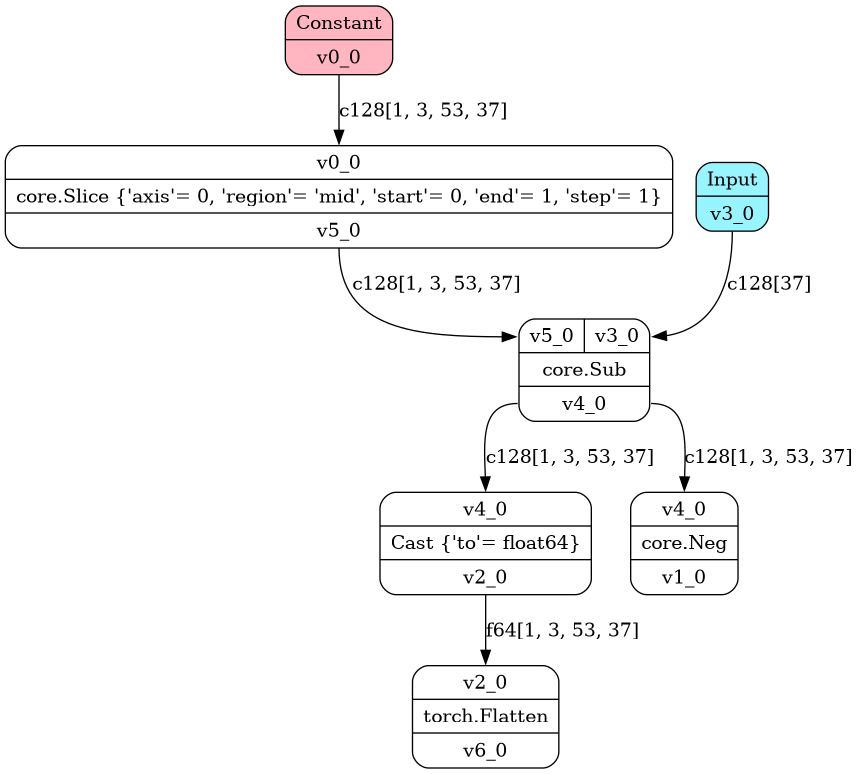 Constant
v0_0
c128[1, 3, 53, 37]
v0_0
core.Slice {'axis'= 0, 'region'= 'mid', 'start'= 0, 'end'= 1, 'step'= 1}
v5_0
Input
v3_0
c128[1, 3, 53, 37]
c128[37]
v5_0 v3_0
core.Sub
v4_0
c128[1, 3, 53, 37]
c128[1, 3, 53, 37]
v4_0
Cast {'to'= float64}
v2_0
v4_0
core.Neg
v1_0
f64[1, 3, 53, 37]
v2_0
torch.Flatten
v6_0